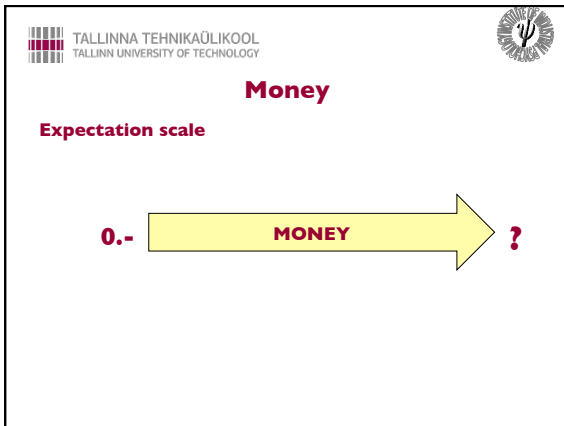 TALLINNA TEHNIKAÜLIKOOL
TALLINN UNIVERSITY OF TECHNOLOGY
Money
Expectation scale
0.-
MONEY
?